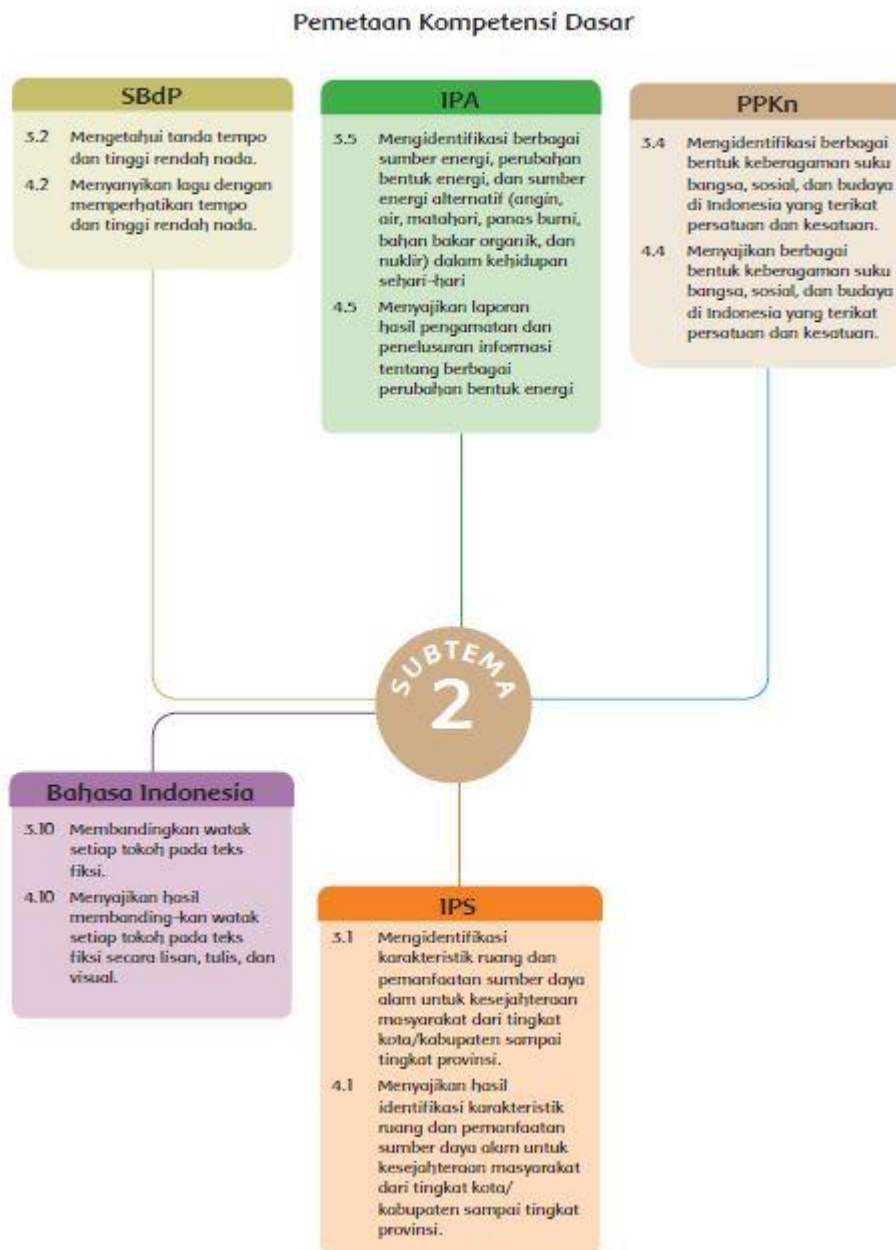 Pemetaan Kompetensi Dasar
SBdP
3.2 Mengetahui tanda tempo
dan tinggi rendah nada.
4.2 Menyanyikan lagu dengan
memperhatikan tempo
dan tinggi rendah nada.
IPA
3.5 Mengidentifikasi berbagai
sumber energi, perubahan
bentuk energi, dan sumber
energi alternatif (angin,
air, matahari, panas bumi,
bahan bakar organik, dan
nuklir) dalam kehidupan
sehari-hari
4.5 Menyajikan laporan
hasil pengamatan dan
penelusuran informasi
tentang berbagai
perubahan bentuk energi
PPKn
3.4 Mengidentifikasi berbagai
bentuk keberagaman suku
bangsa, sosial, dan budaya
di Indonesia yang terikat
persatuan dan kesatuan.
4.4 Menyajikan berbagai
bentuk keberagaman suku
bangsa, sosial, dan budaya
di Indonesia yang terikat
persatuan dan kesatuan.
SUBTEMA
2
Bahasa Indonesia
3.10 Membandingkan watak
setiap tokoh pada teks
fiksi.
4.10 Menyajikan hasil
membanding-kan watak
setiap tokoh pada teks
fiksi secara lisan, tulis, dan
visual.
IPS
3.1 Mengidentifikasi
karakteristik ruang dan
pemanfaatan sumber daya
alam untuk kesejahteraan
masyarakat dari tingkat
kota/kabupaten sampai
tingkat provinsi.
4.1 Menyajikan hasil
identifikasi karakteristik
ruang dan pemanfaatan
sumber daya alam untuk
kesejahteraan masyarakat
dari tingkat kota/
kabupaten sampai tingkat
provinsi.